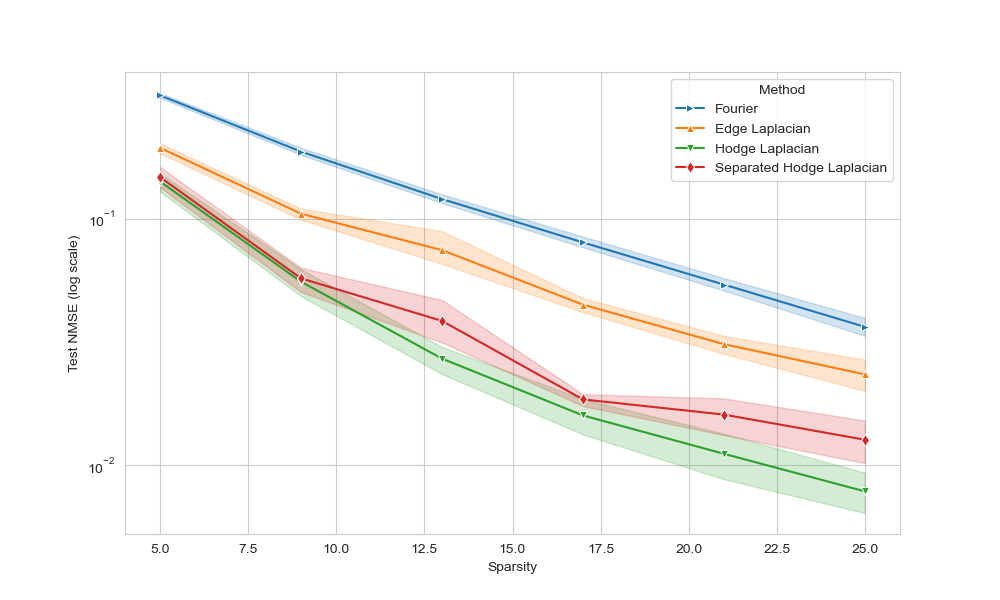 Method
Fourier
Edge Laplacian
Hodge Laplacian
Separated Hodge Laplacian
10⁻¹
10⁻²
Test NMSE (log scale)
5.0 7.5 10.0 12.5 15.0 17.5 20.0 22.5 25.0
Sparsity